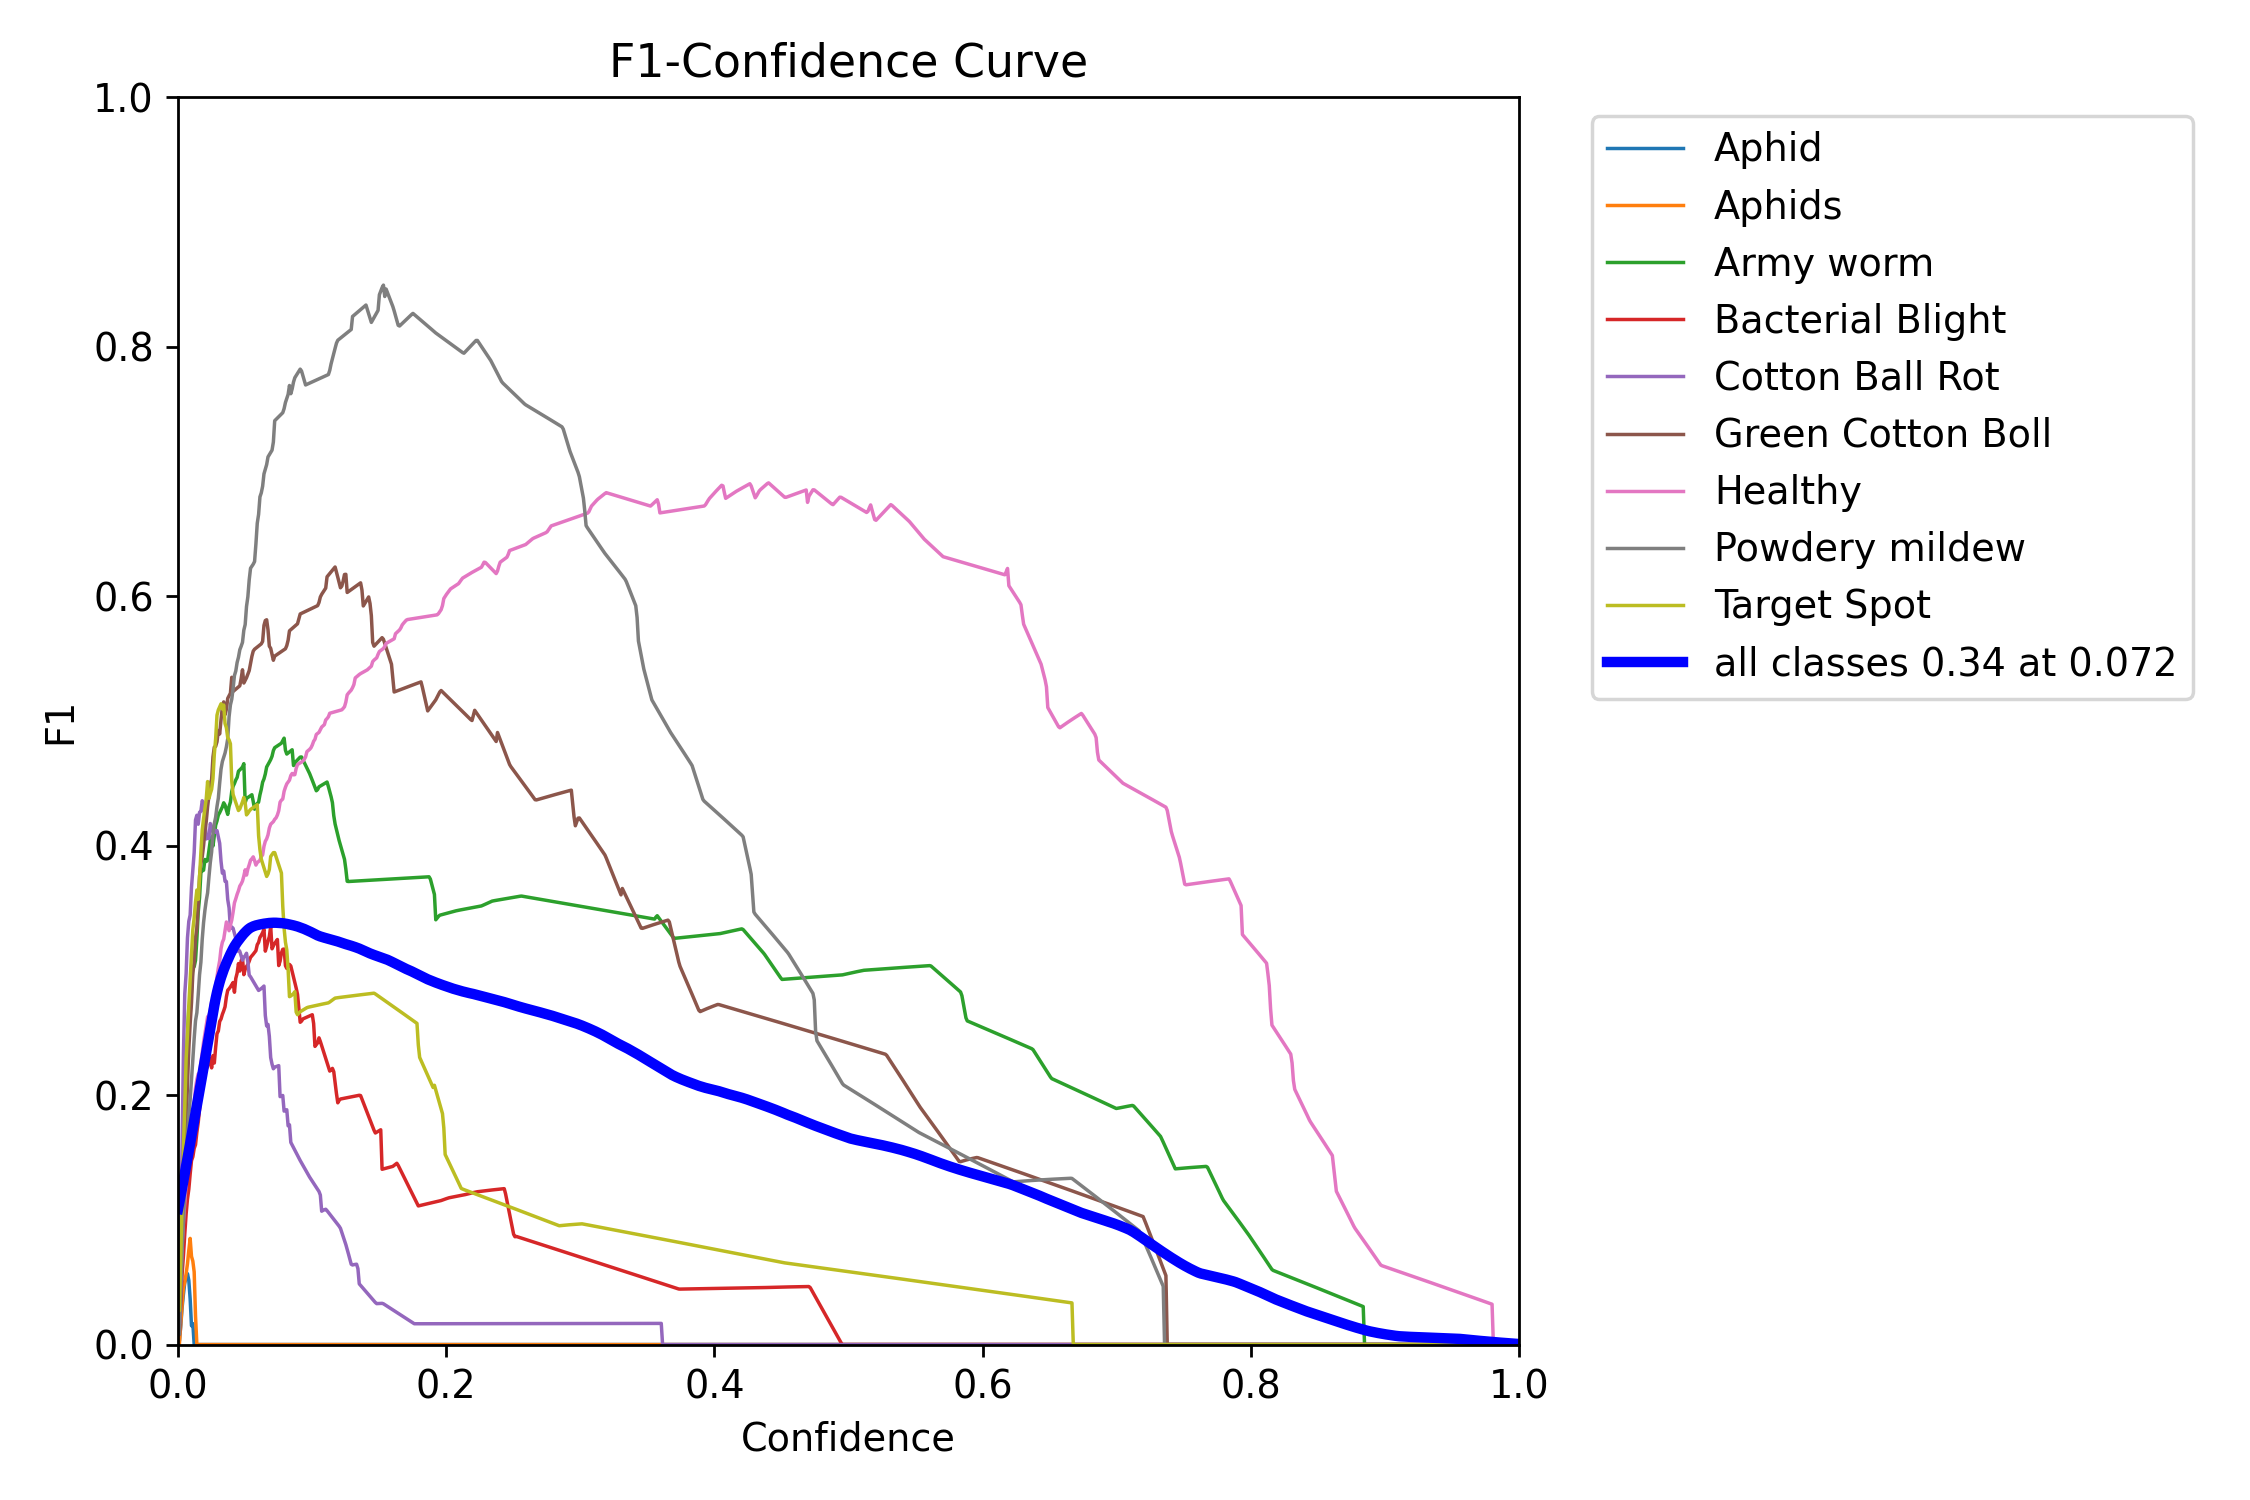 F1-Confidence Curve
1.0
0.8
0.6
0.4
0.2
0.0
F1
0.0 0.2 0.4 0.6 0.8 1.0
Confidence
Aphid
Aphids
Army worm
Bacterial Blight
Cotton Ball Rot
Green Cotton Boll
Healthy
Powdery mildew
Target Spot
all classes 0.34 at 0.072